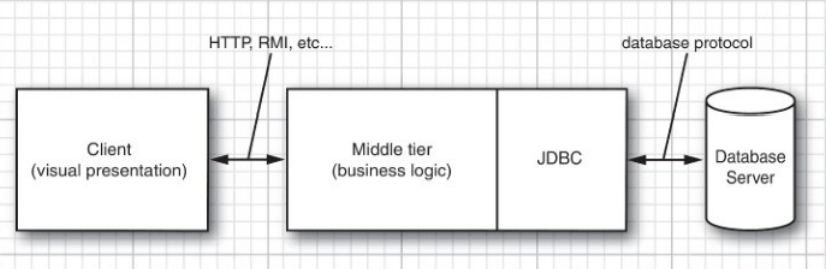 HTTP, RMI, etc...
database protocol
Client
(visual presentation)
Middle tier
(business logic)
JDBC
Database
Server